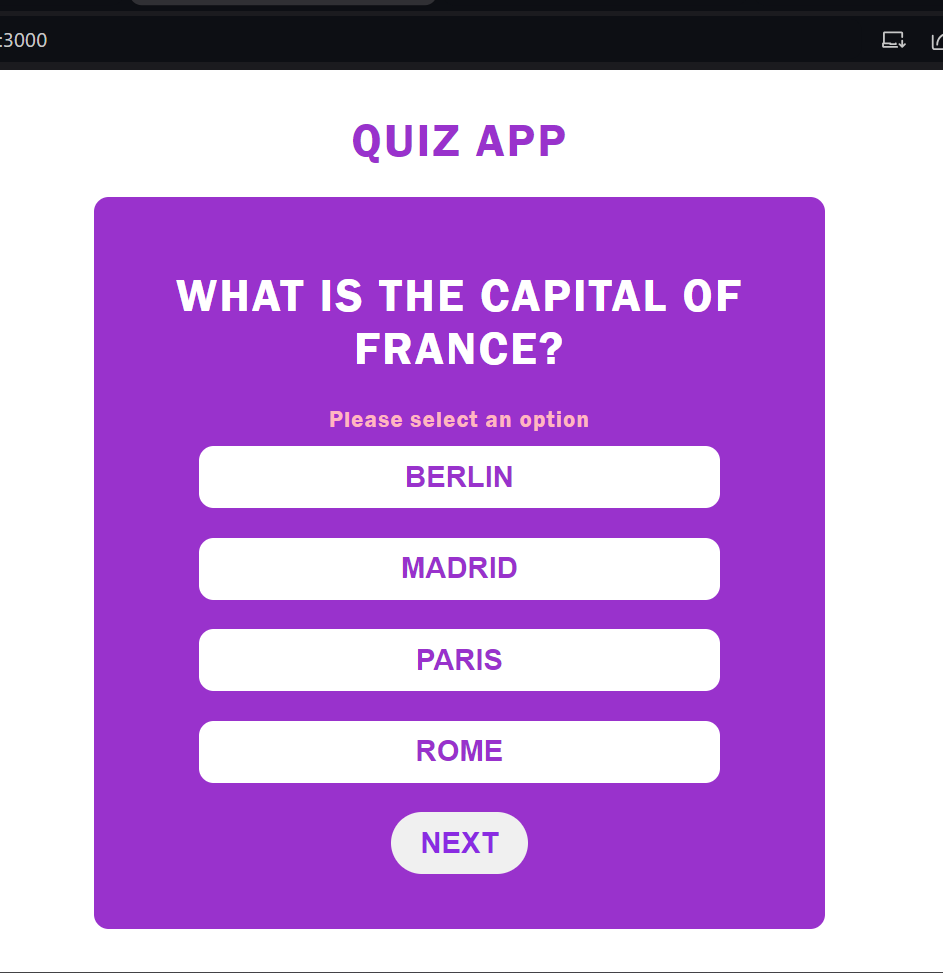 :3000
QUIZ APP
WHAT IS THE CAPITAL OF
FRANCE?
Please select an option
BERLIN
MADRID
PARIS
ROME
NEXT